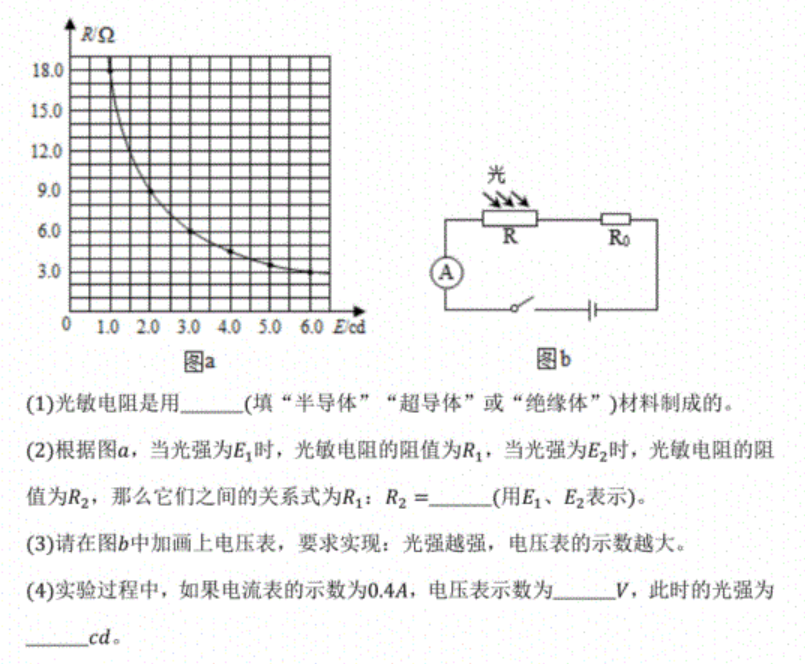 R/Ω
18.0
15.0
12.0
9.0
6.0
3.0
0 1.0 2.0 3.0 4.0 5.0 6.0 E/cd
图a
光
R R₀
A
图b
(1)光敏电阻是用______(填“半导体”“超导体”或“绝缘体”)材料制成的。
(2)根据图a，当光强为E₁时，光敏电阻的阻值为R₁，当光强为E₂时，光敏电阻的阻
值为R₂，那么它们之间的关系式为R₁：R₂ =______(用E₁、E₂表示)。
(3)请在图b中加画上电压表，要求实现：光强越强，电压表的示数越大。
(4)实验过程中，如果电流表的示数为0.4A，电压表示数为______V，此时的光强为
______cd。